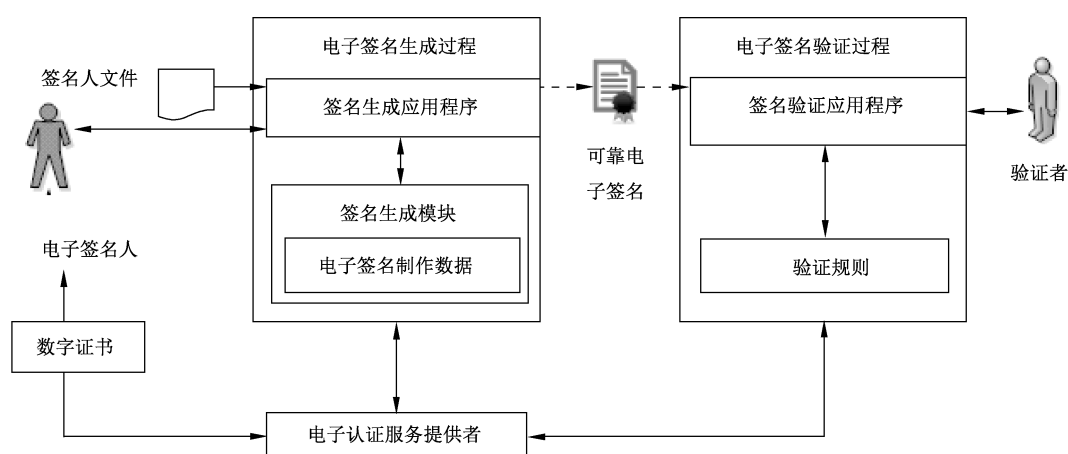 电子签名生成过程
电子签名验证过程
签名人文件
签名生成应用程序
签名验证应用程序
可靠电
子签名
验证者
签名生成模块
电子签名制作数据
电子签名人
验证规则
数字证书
电子认证服务提供者